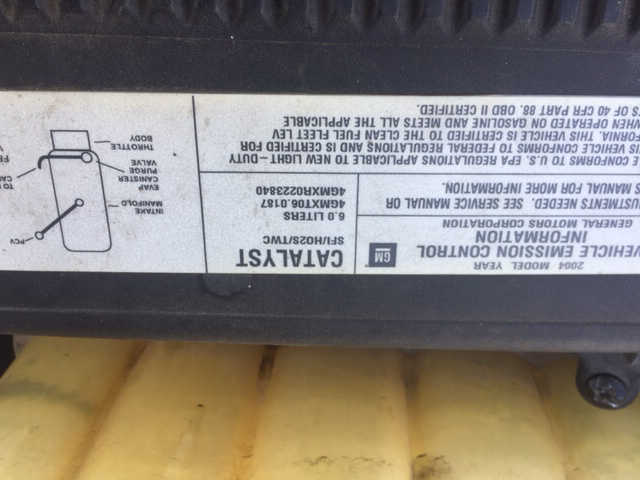 2004 MODEL YEAR
VEHICLE EMISSION CONTROL
INFORMATION
GENERAL MOTORS CORPORATION
GM
CATALYST
SFI/HO2S/TWC
6.0 LITERS
4GMXT06.0187
4GMXR0223840
JUSTMENTS NEEDED. SEE SERVICE MANUAL OR
S MANUAL FOR MORE INFORMATION.
LE CONFORMS TO U.S. EPA REGULATIONS APPLICABLE TO NEW LIGHT-DUTY
VEHICLE CONFORMS TO FEDERAL REGULATIONS AND IS CERTIFIED FOR
IFORNIA. THIS VEHICLE IS CERTIFIED TO THE CLEAN FUEL FLEET LEV
WHEN OPERATED ON GASOLINE AND MEETS ALL THE APPLICABLE
TS OF 40 CFR PART 88. OBD II CERTIFIED.
PCV
INTAKE
MANIFOLD
EVAP
CANISTER
PURGE
VALVE
THROTTLE
BODY